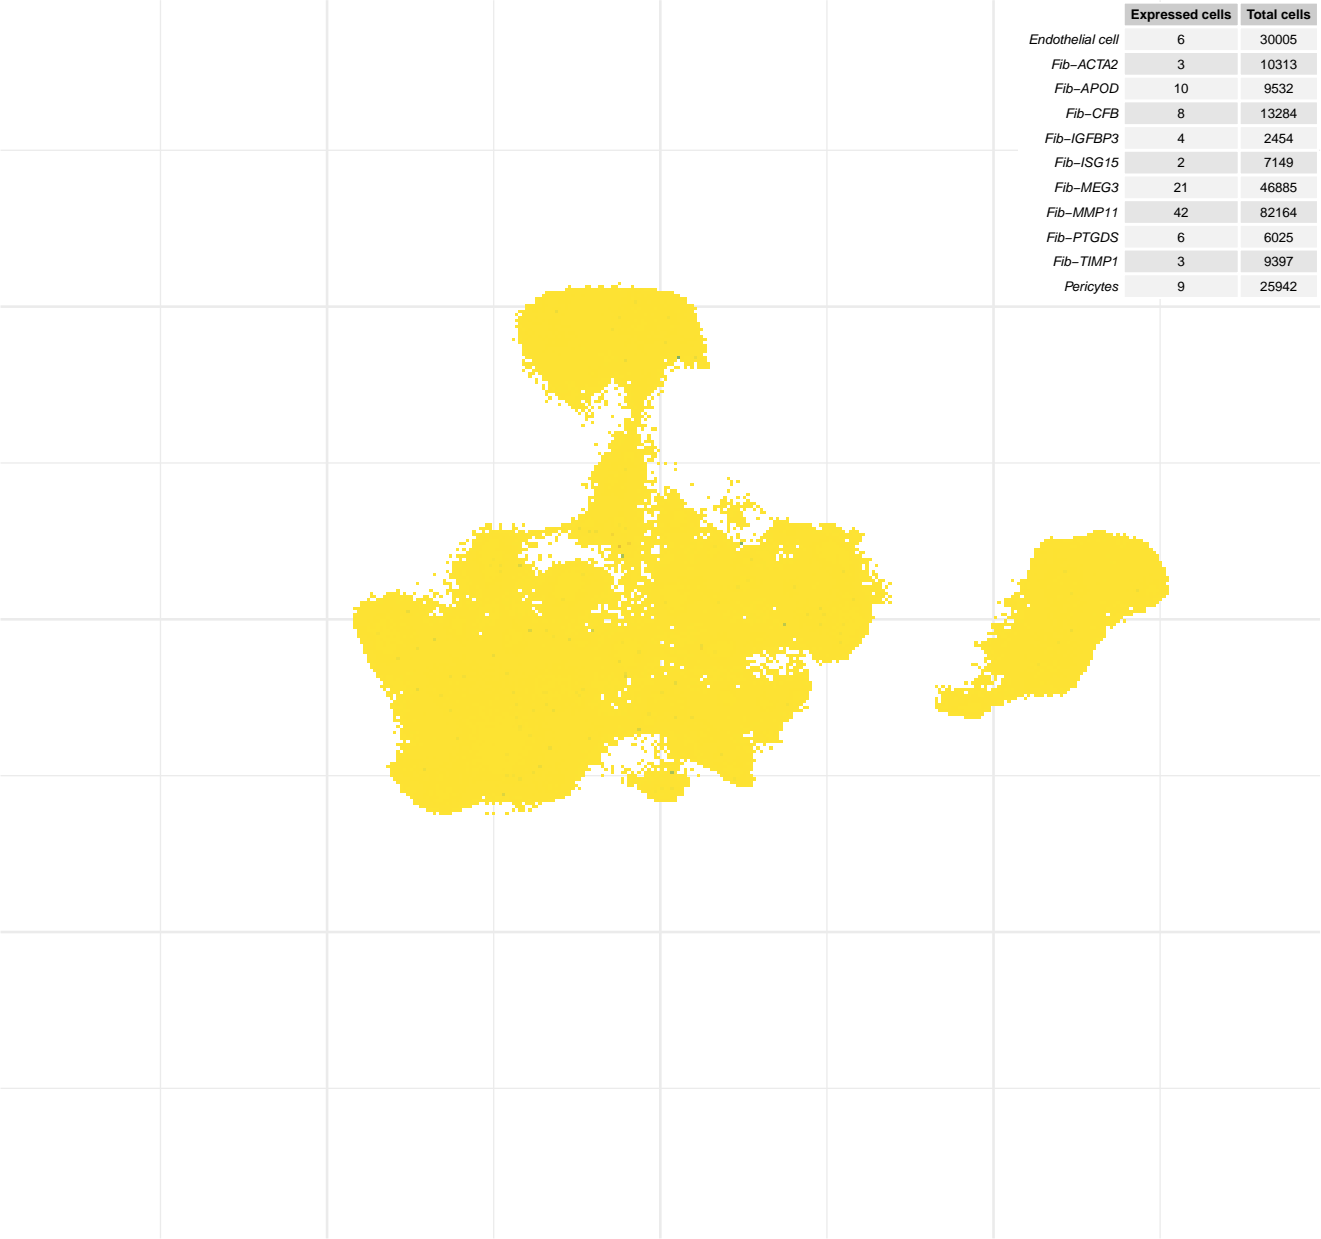 Expressed cells Total cells
Endothelial cell 6 30005
Fib−ACTA2 3 10313
Fib−APOD 10 9532
Fib−CFB 8 13284
Fib−IGFBP3 4 2454
Fib−ISG15 2 7149
Fib−MEG3 21 46885
Fib−MMP11 42 82164
Fib−PTGDS 6 6025
Fib−TIMP1 3 9397
Pericytes 9 25942